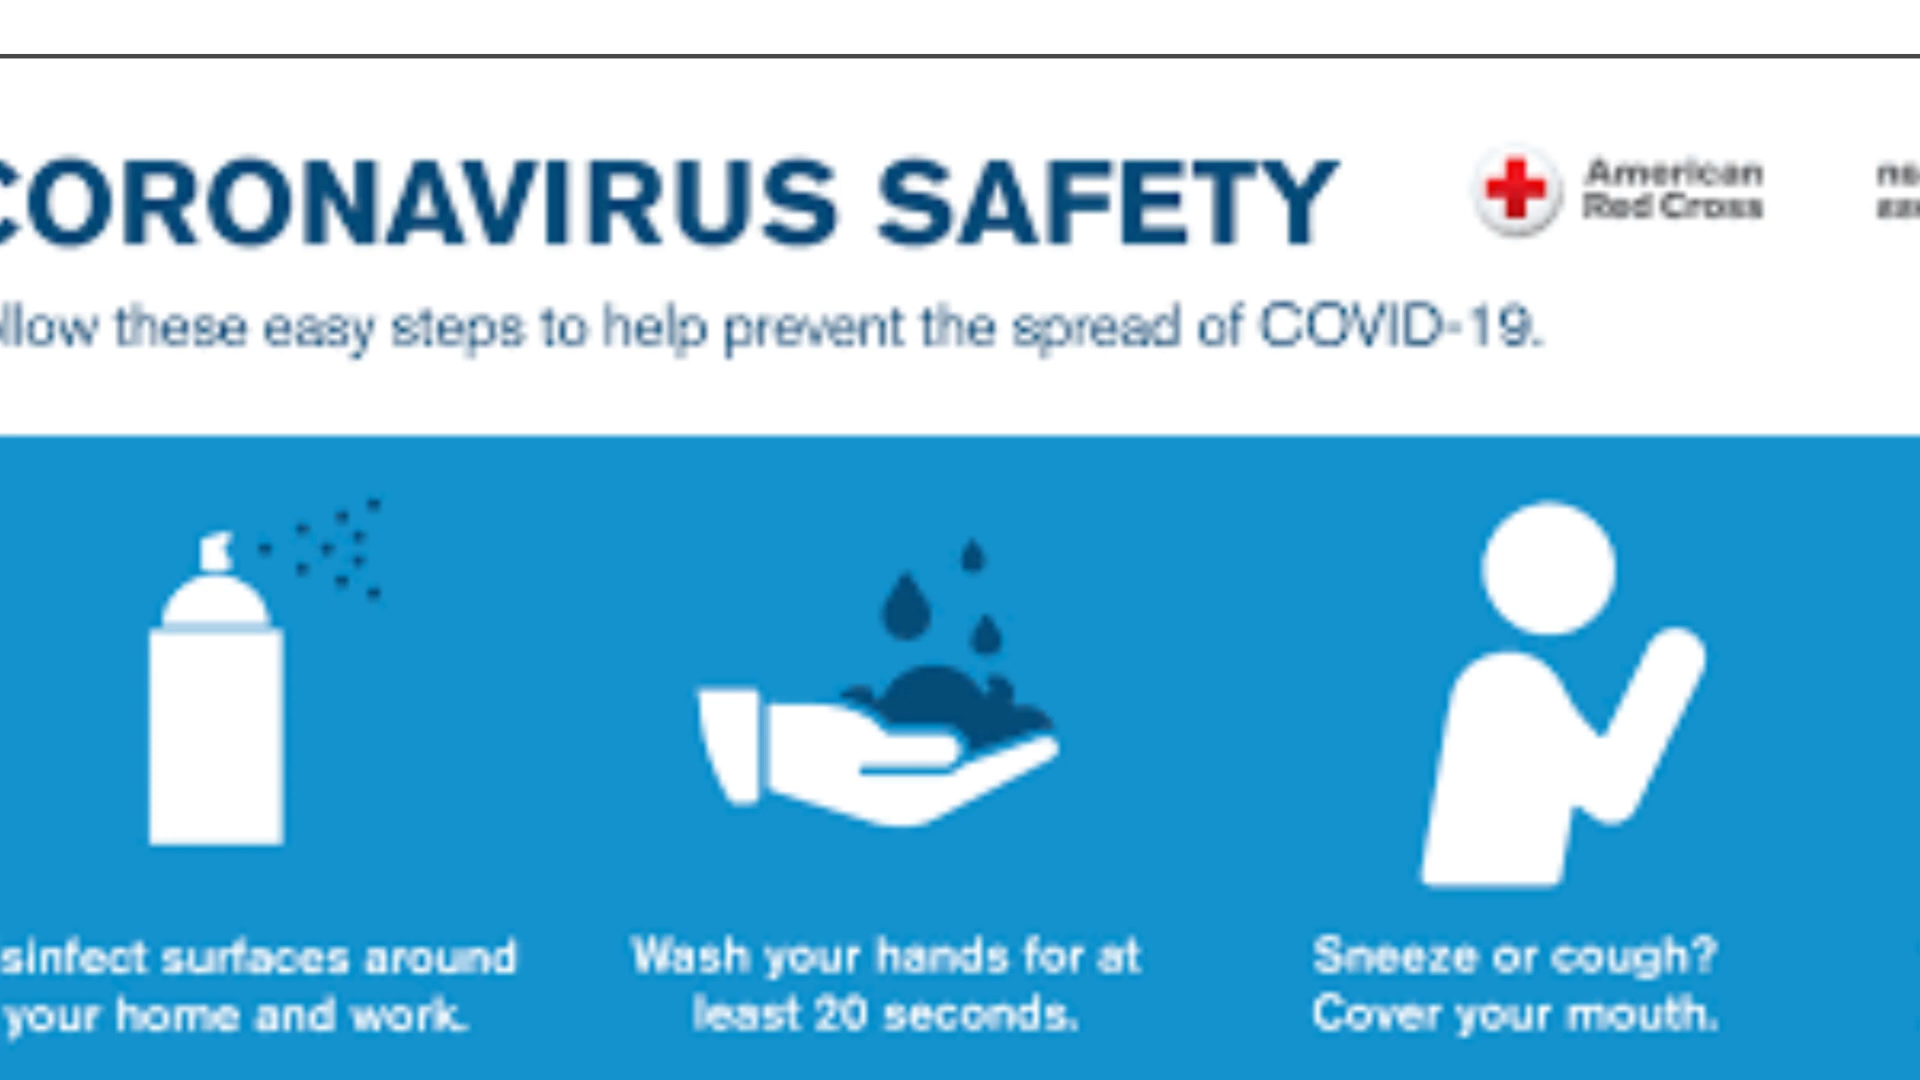 CORONAVIRUS SAFETY
American
Red Cross
ollow these easy steps to help prevent the spread of COVID-19.
sinfect surfaces around
your home and work.
Wash your hands for at
least 20 seconds.
Sneeze or cough?
Cover your mouth.